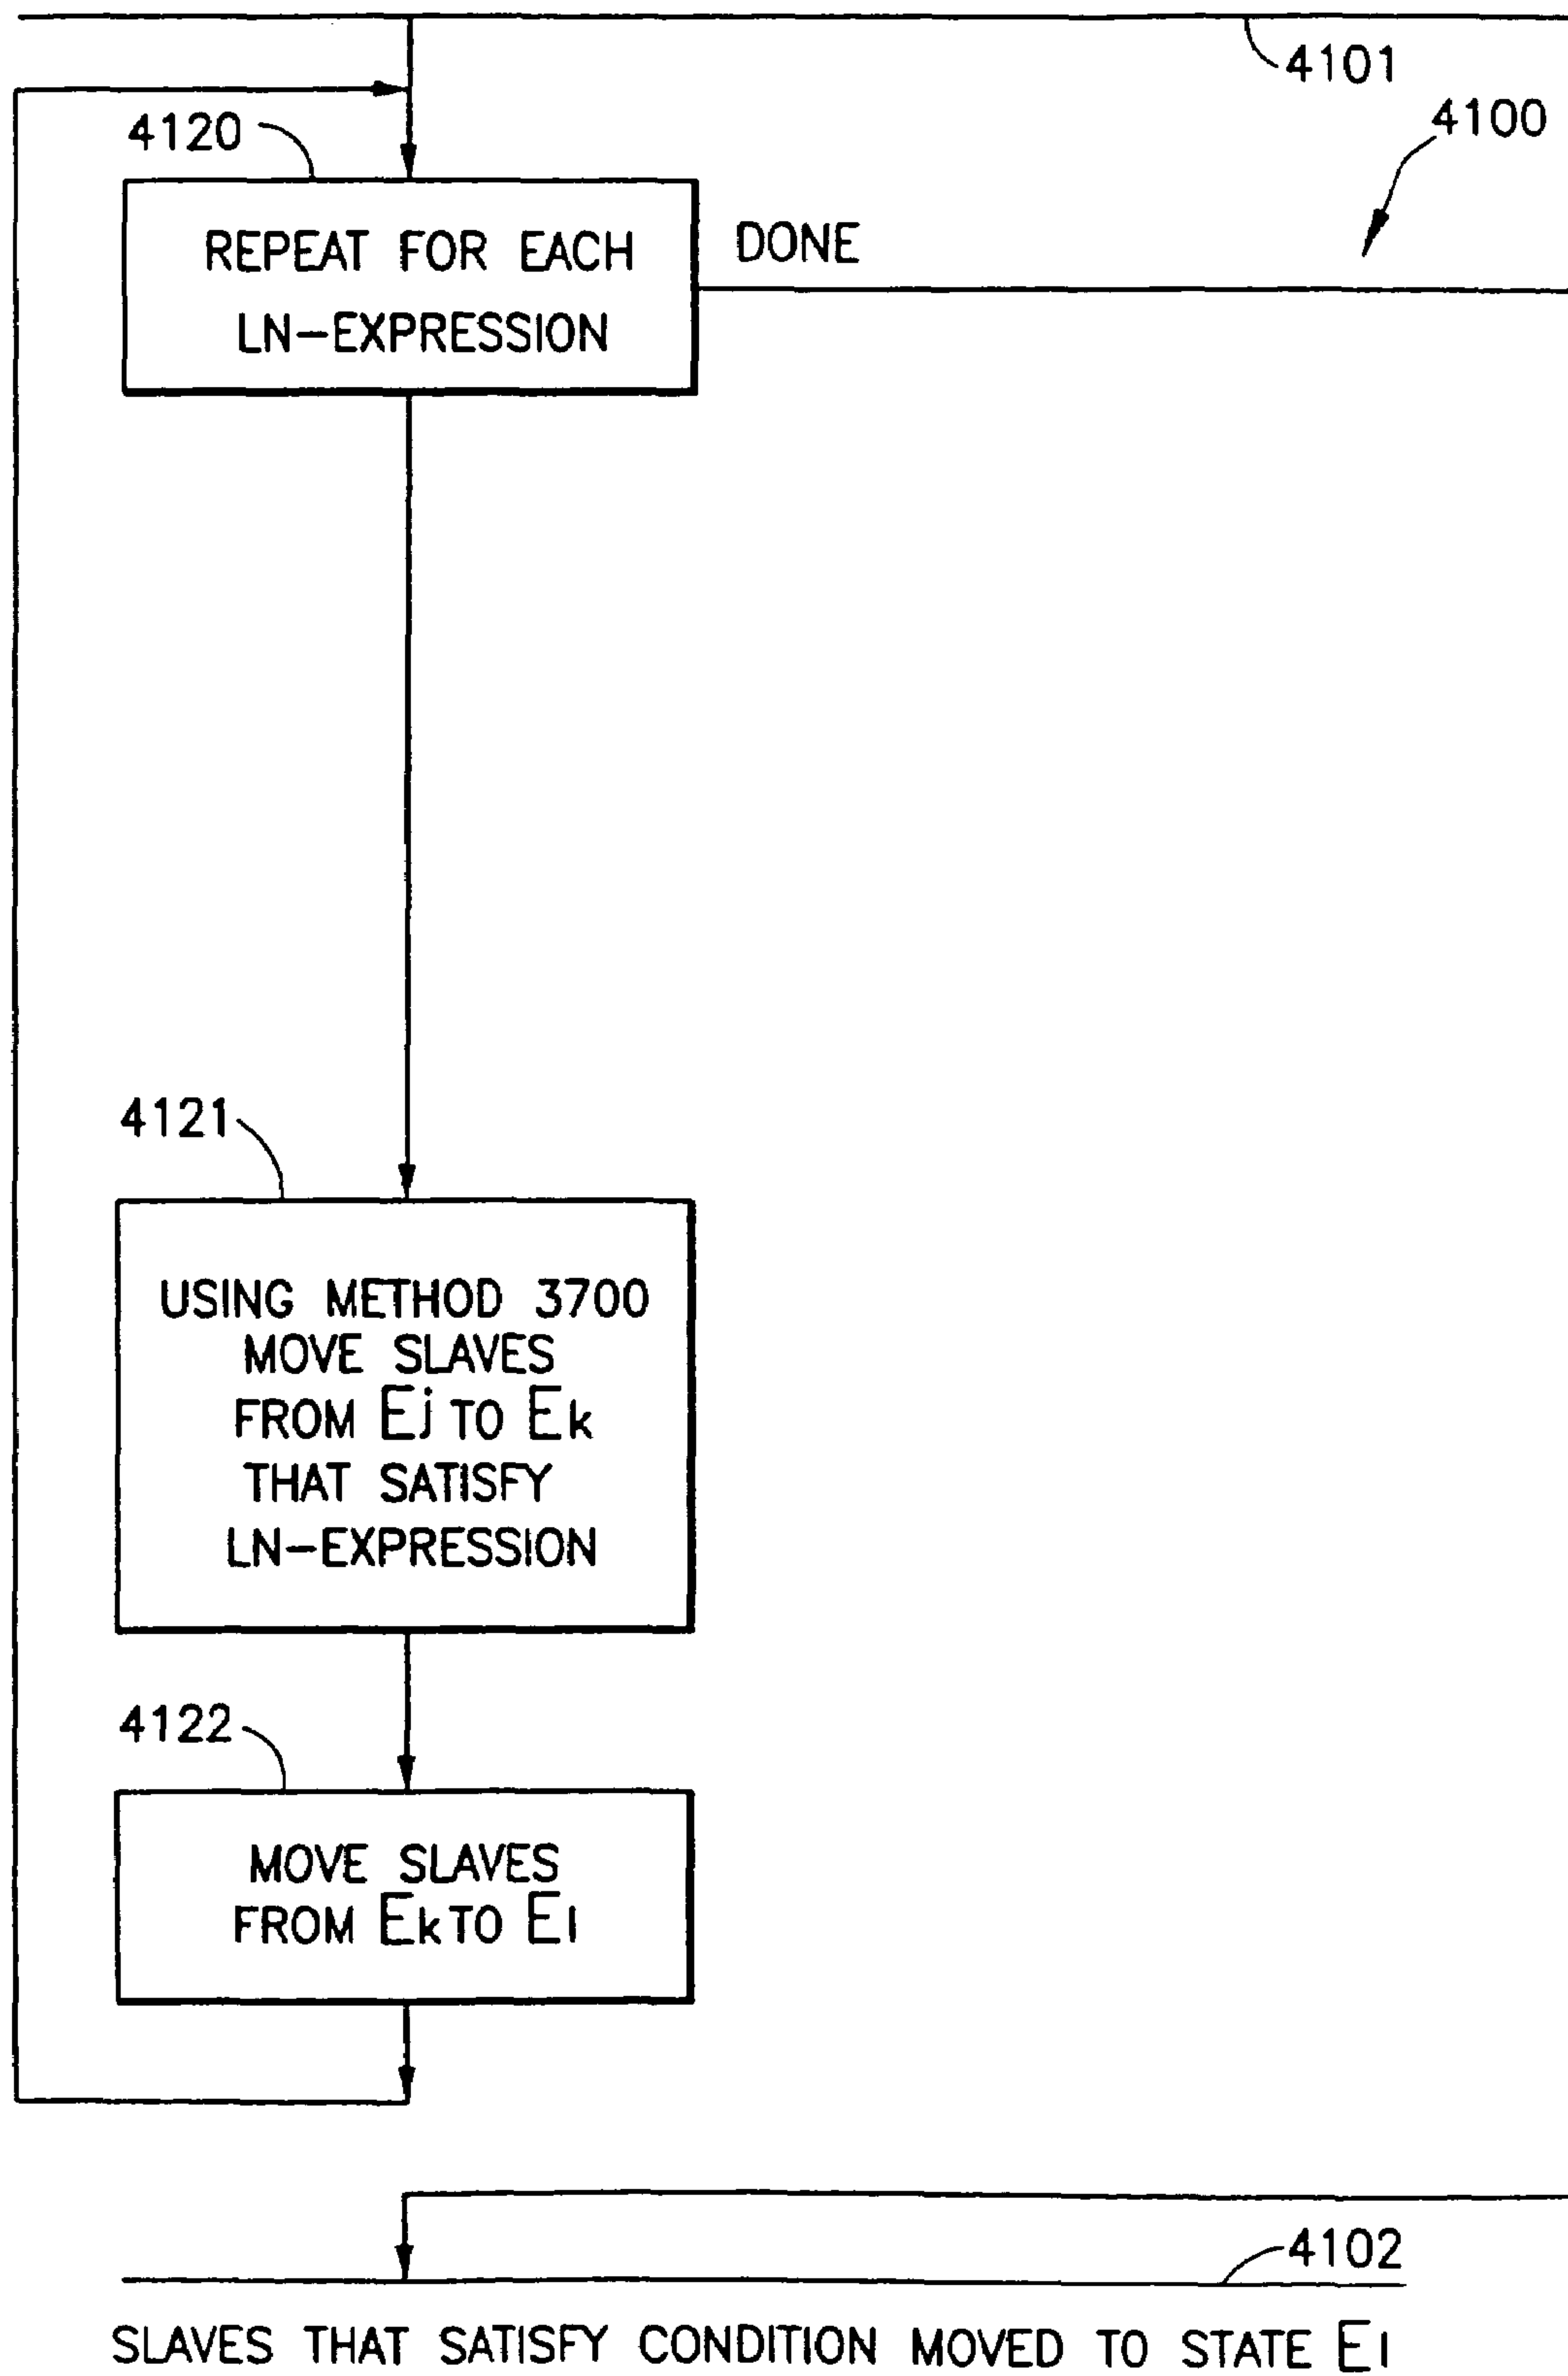 4101
4100
4120
REPEAT FOR EACH
LN-EXPRESSION
DONE
4121
USING METHOD 3700
MOVE SLAVES
FROM Ej TO Ek
THAT SATISFY
LN-EXPRESSION
4122
MOVE SLAVES
FROM Ek TO El
4102
SLAVES THAT SATISFY CONDITION MOVED TO STATE El